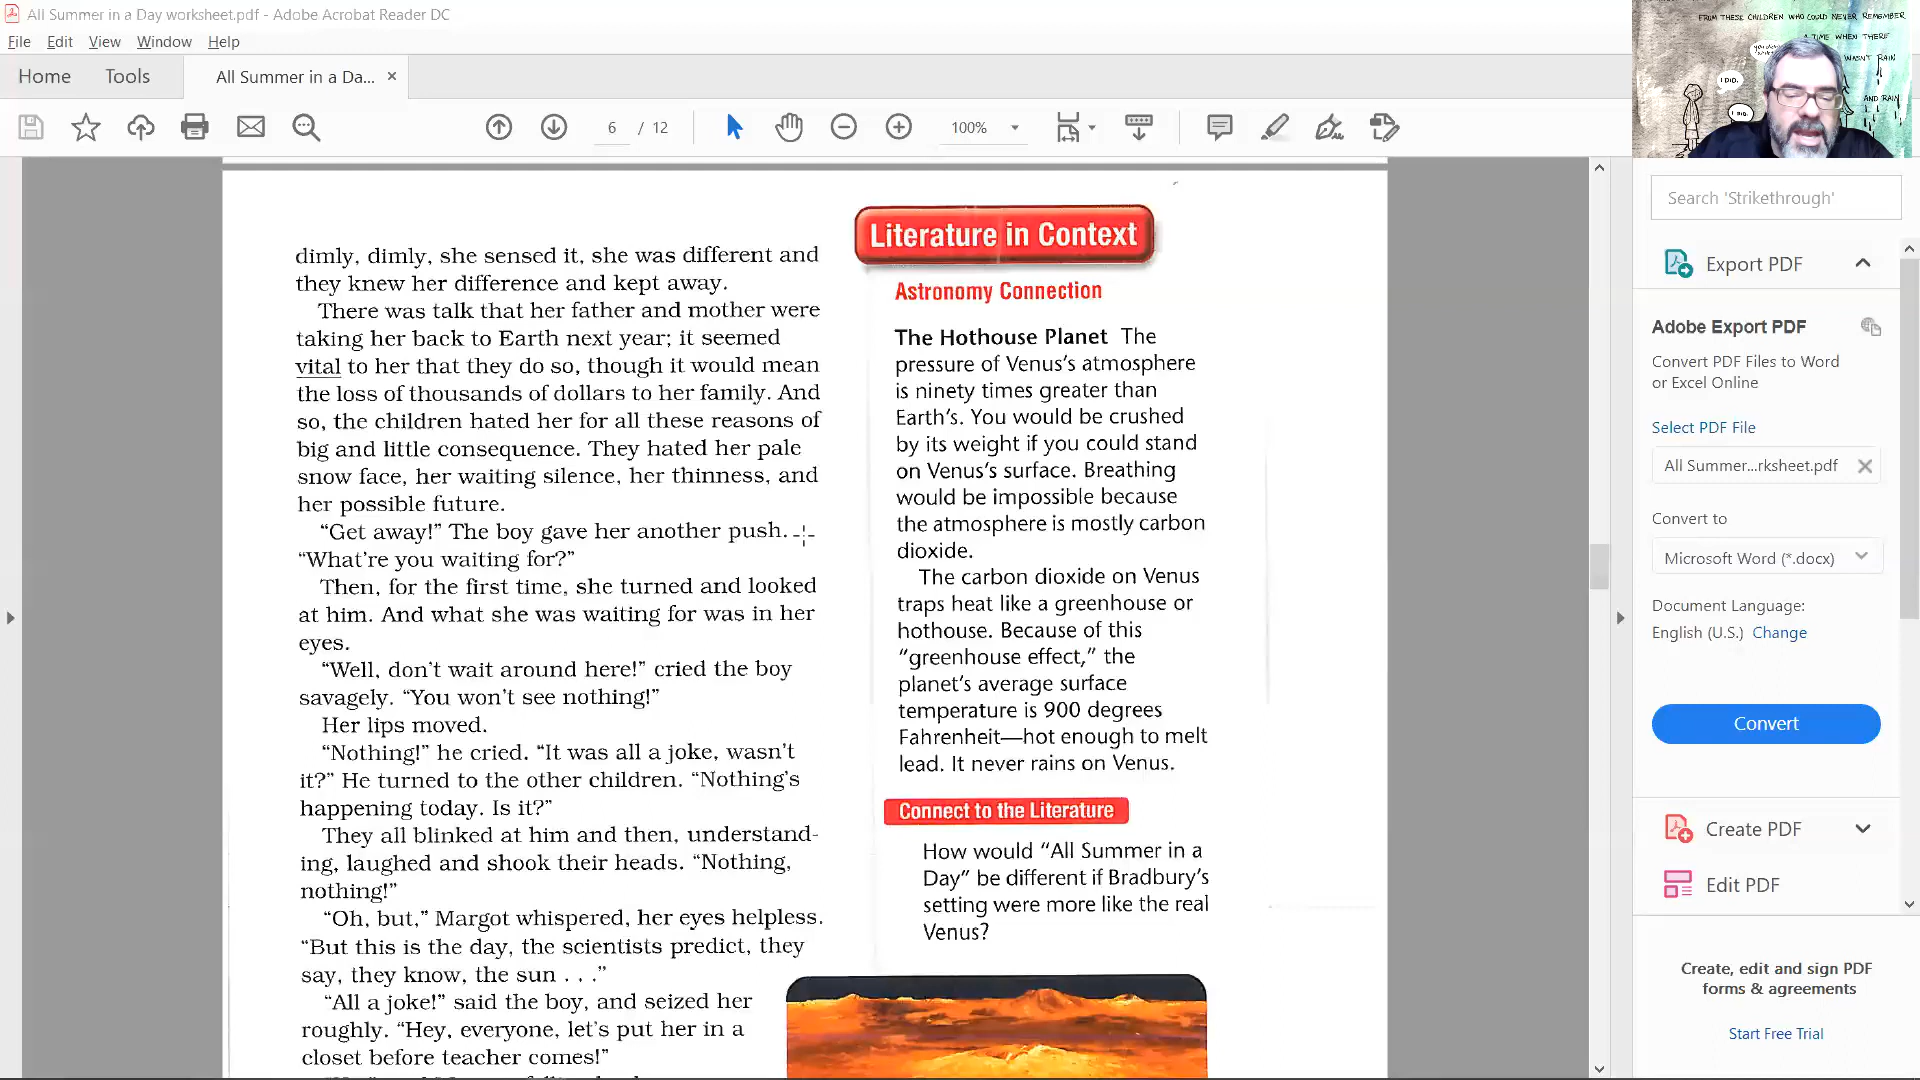 All Summer in a Day worksheet.pdf - Adobe Acrobat Reader DC
File Edit View Window Help
Home Tools All Summer in a Da... ×
6 / 12 100%
dimly, dimly, she sensed it, she was different and
they knew her difference and kept away.
There was talk that her father and mother were
taking her back to Earth next year; it seemed
vital to her that they do so, though it would mean
the loss of thousands of dollars to her family. And
so, the children hated her for all these reasons of
big and little consequence. They hated her pale
snow face, her waiting silence, her thinness, and
her possible future.
“Get away!” The boy gave her another push.
“What’re you waiting for?”
Then, for the first time, she turned and looked
at him. And what she was waiting for was in her
eyes.
“Well, don’t wait around here!” cried the boy
savagely. “You won’t see nothing!”
Her lips moved.
“Nothing!” he cried. “It was all a joke, wasn’t
it?” He turned to the other children. “Nothing’s
happening today. Is it?”
They all blinked at him and then, understand-
ing, laughed and shook their heads. “Nothing,
nothing!”
“Oh, but,” Margot whispered, her eyes helpless.
“But this is the day, the scientists predict, they
say, they know, the sun . . .”
“All a joke!” said the boy, and seized her
roughly. “Hey, everyone, let’s put her in a
closet before teacher comes!”
Literature in Context
Astronomy Connection
The Hothouse Planet The
pressure of Venus’s atmosphere
is ninety times greater than
Earth’s. You would be crushed
by its weight if you could stand
on Venus’s surface. Breathing
would be impossible because
the atmosphere is mostly carbon
dioxide.
The carbon dioxide on Venus
traps heat like a greenhouse or
hothouse. Because of this
“greenhouse effect,” the
planet’s average surface
temperature is 900 degrees
Fahrenheit—hot enough to melt
lead. It never rains on Venus.
Connect to the Literature
How would “All Summer in a
Day” be different if Bradbury’s
setting were more like the real
Venus?
FROM THESE CHILDREN WHO COULD NEVER REMEMBER
A TIME WHEN THERE
WASN'T RAIN
AND RAIN
I DID.
I DID.
Search 'Strikethrough'
Export PDF
Adobe Export PDF
Convert PDF Files to Word
or Excel Online
Select PDF File
All Summer...rksheet.pdf
Convert to
Microsoft Word (*.docx)
Document Language:
English (U.S.) Change
Convert
Create PDF
Edit PDF
Create, edit and sign PDF
forms & agreements
Start Free Trial